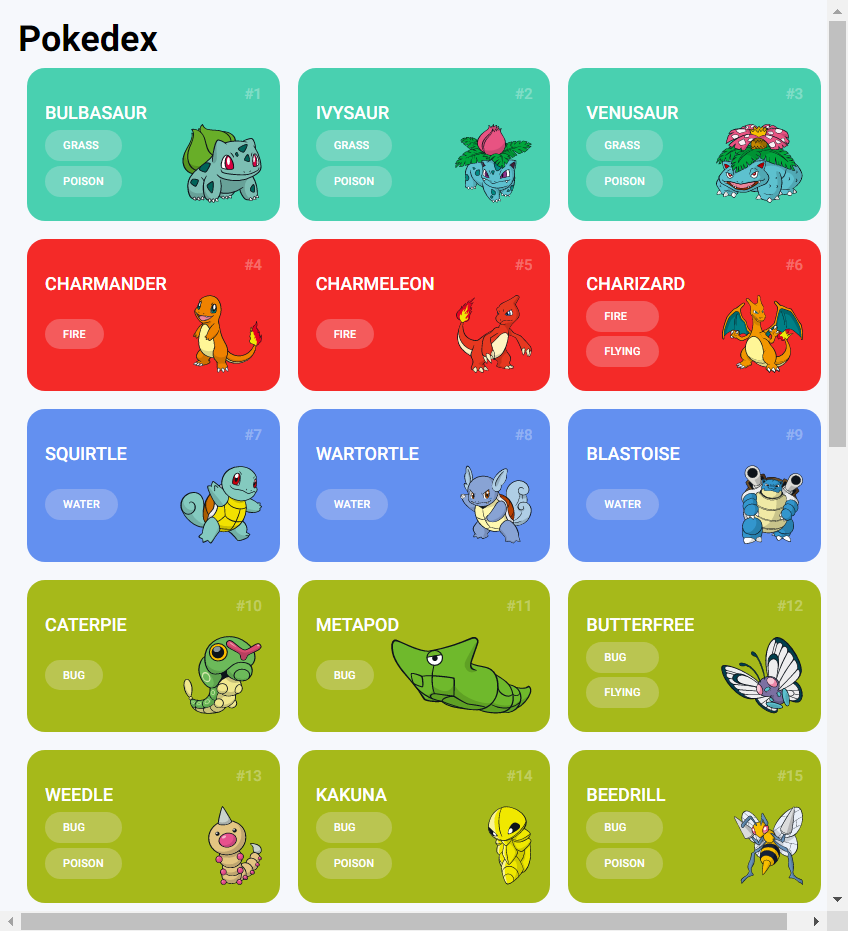 Pokedex
#1
BULBASAUR
GRASS
POISON
#2
IVYSAUR
GRASS
POISON
#3
VENUSAUR
GRASS
POISON
#4
CHARMANDER
FIRE
#5
CHARMELEON
FIRE
#6
CHARIZARD
FIRE
FLYING
#7
SQUIRTLE
WATER
#8
WARTORTLE
WATER
#9
BLASTOISE
WATER
#10
CATERPIE
BUG
#11
METAPOD
BUG
#12
BUTTERFREE
BUG
FLYING
#13
WEEDLE
BUG
POISON
#14
KAKUNA
BUG
POISON
#15
BEEDRILL
BUG
POISON